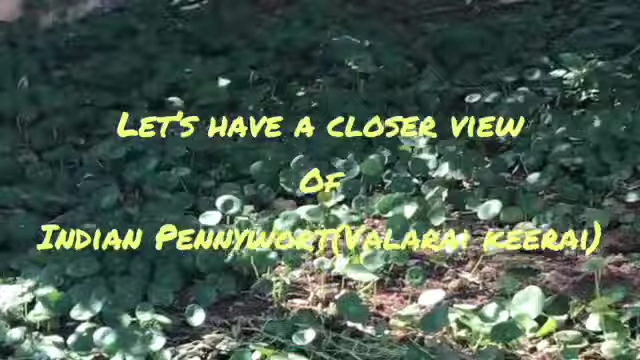 Let's have a closer view
Of
Indian Pennywort(Valarai keerai)